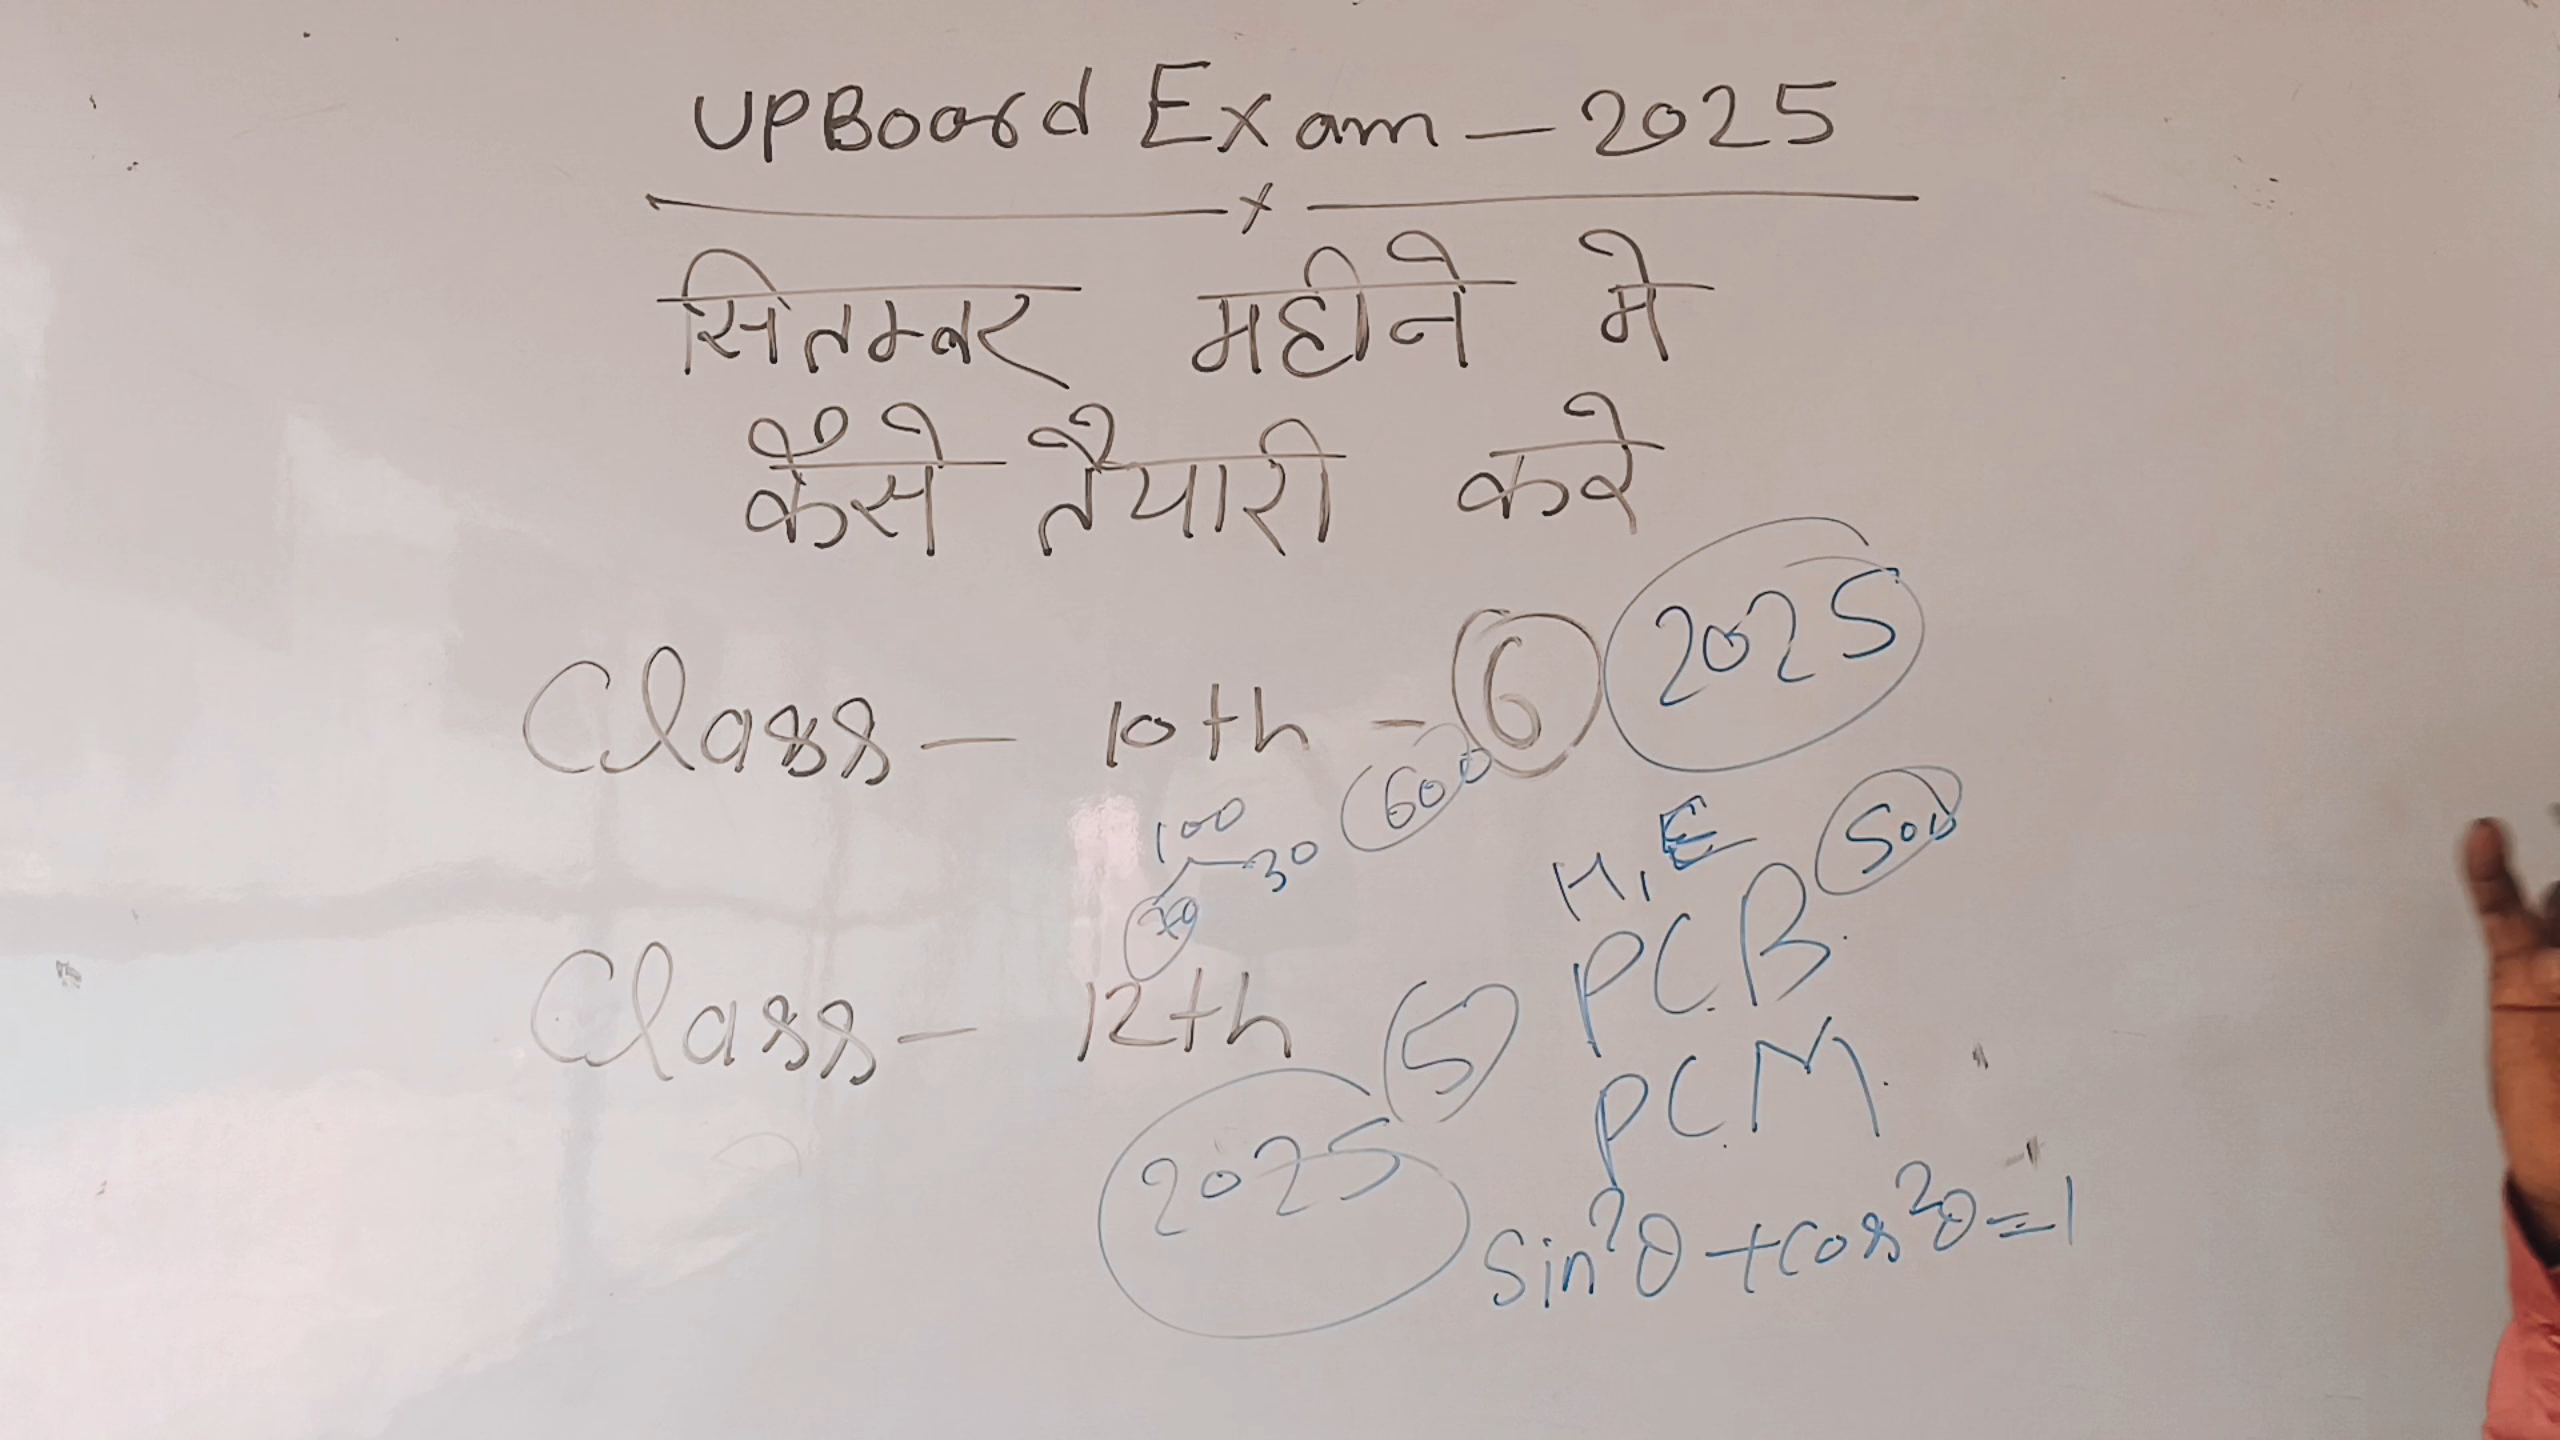 UPBoard Exam - 2025
x
सितम्बर महीने मे
कैसे तैयारी करे
Class - 10th - 6 2025
600
100
30
70
H, E 500
PCB
Class - 12th 5
PCM
2025
Sin²θ + Cos²θ = 1